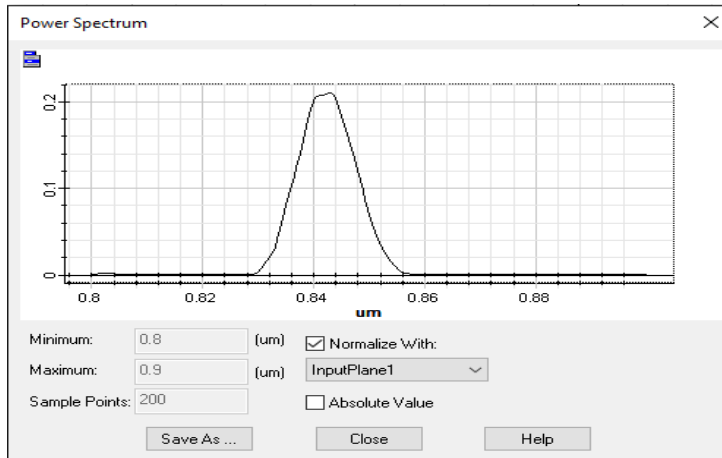 Power Spectrum
0.2
0.1
0
0.8 0.82 0.84 0.86 0.88
um
Minimum: 0.8 (um) Normalize With:
Maximum: 0.9 (um) InputPlane1
Sample Points: 200 Absolute Value
Save As ... Close Help